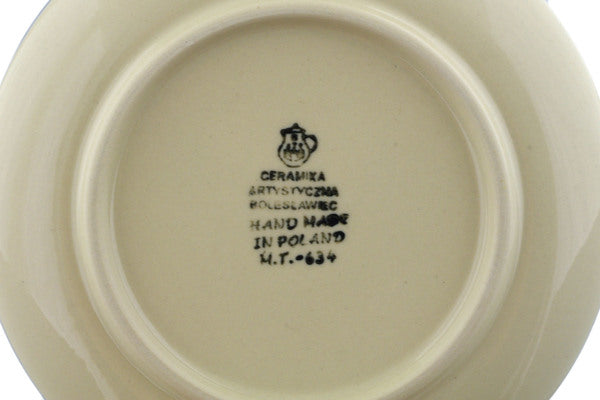 CERAMIKA
ARTYSTYCZNA
BOLESŁAWIEC
HAND MADE
IN POLAND
M.T.-634